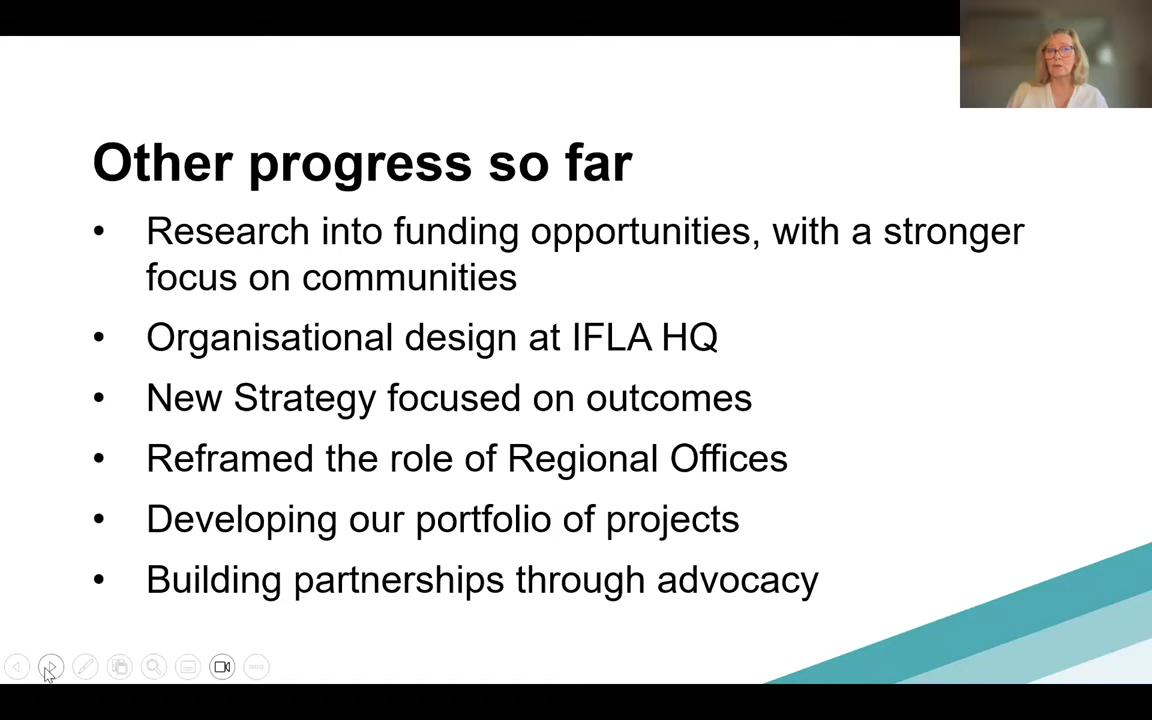 Other progress so far
• Research into funding opportunities, with a stronger
focus on communities
• Organisational design at IFLA HQ
• New Strategy focused on outcomes
• Reframed the role of Regional Offices
• Developing our portfolio of projects
• Building partnerships through advocacy